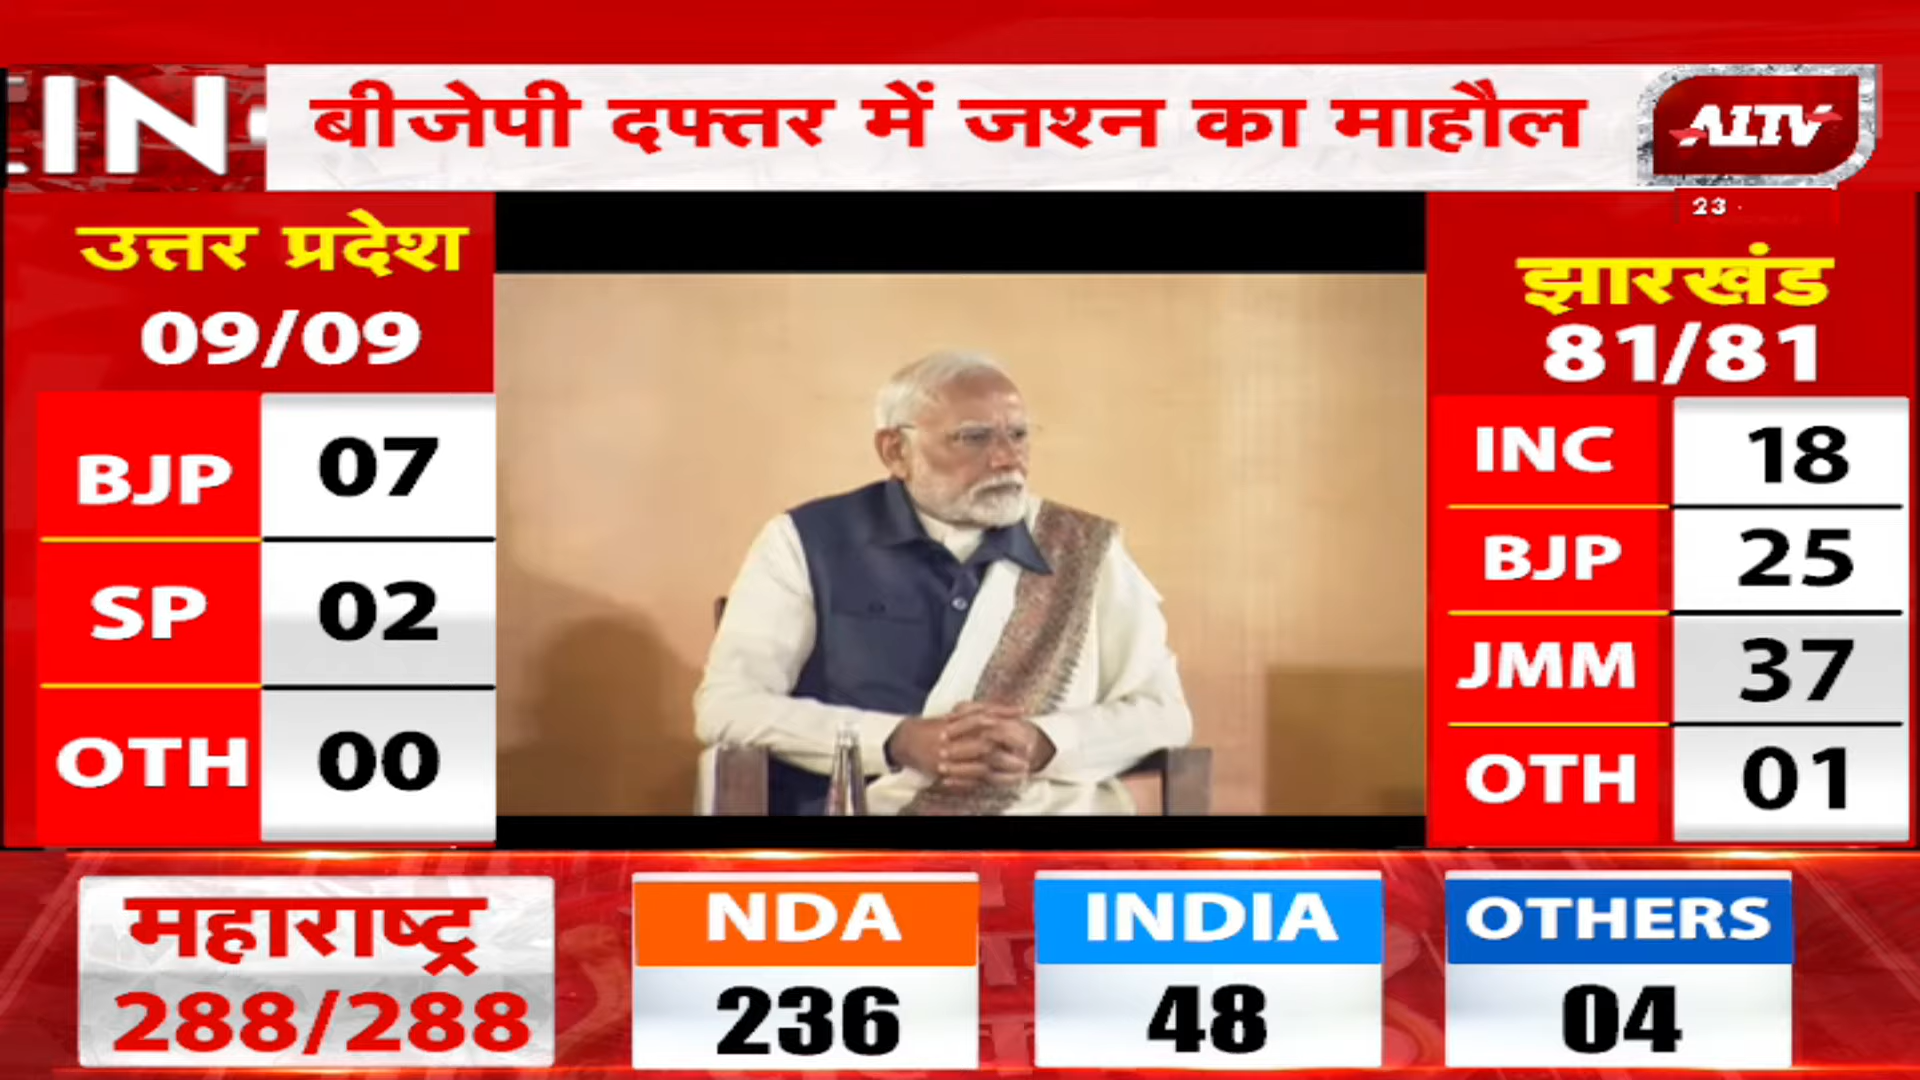 बीजेपी दफ्तर में जश्न का माहौल
AITV
23
उत्तर प्रदेश
09/09
BJP 07
SP 02
OTH 00
झारखंड
81/81
INC 18
BJP 25
JMM 37
OTH 01
महाराष्ट्र
288/288
NDA
236
INDIA
48
OTHERS
04